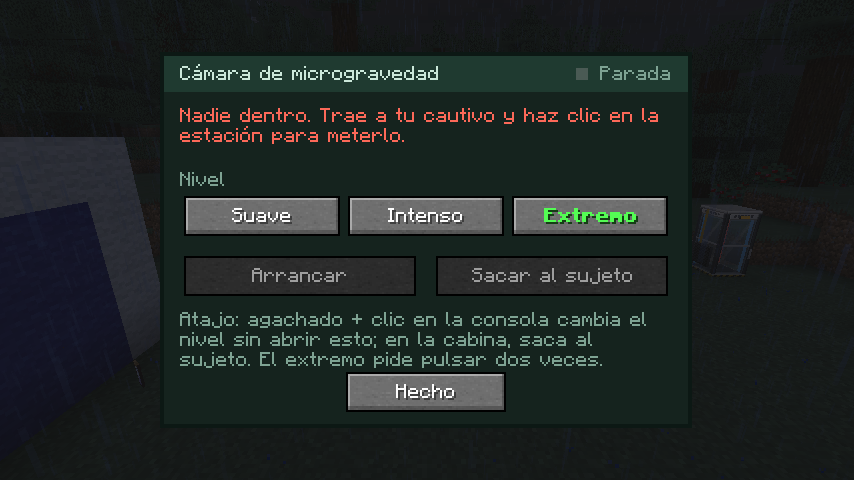 Cámara de microgravedad
Parada
Nadie dentro. Trae a tu cautivo y haz clic en la
estación para meterlo.
Nivel
Suave
Intenso
Extremo
Arrancar
Sacar al sujeto
Atajo: agachado + clic en la consola cambia el
nivel sin abrir esto; en la cabina, saca al
sujeto. El extremo pide pulsar dos veces.
Hecho